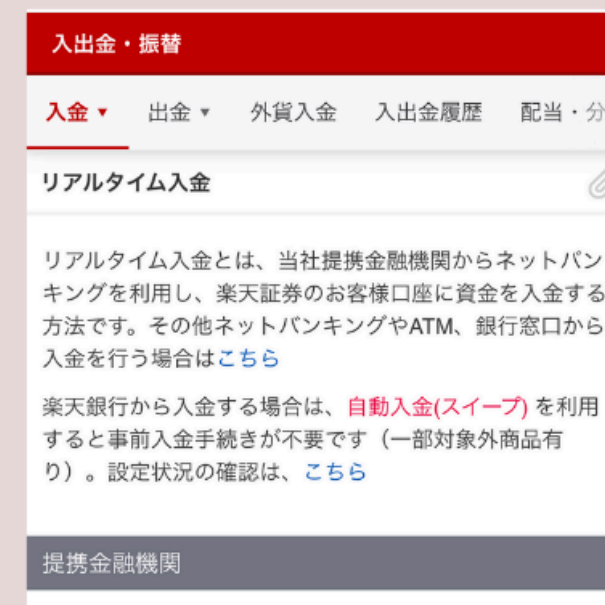 入出金・振替
入金 ▼ 出金 ▼ 外貨入金 入出金履歴 配当・分
リアルタイム入金
リアルタイム入金とは、当社提携金融機関からネットバン
キングを利用し、楽天証券のお客様口座に資金を入金する
方法です。その他ネットバンキングやATM、銀行窓口から
入金を行う場合はこちら
楽天銀行から入金する場合は、自動入金(スイープ) を利用
すると事前入金手続きが不要です（一部対象外商品有
り）。設定状況の確認は、こちら
提携金融機関